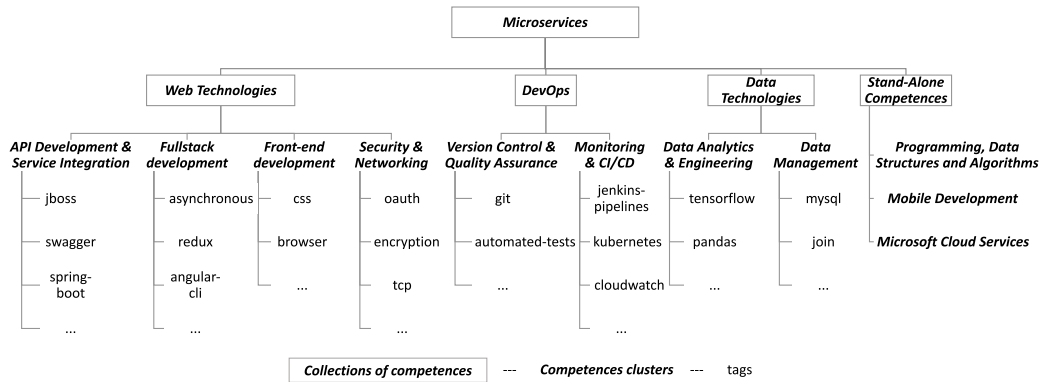 Microservices
Web Technologies
DevOps
Data
Technologies
Stand-Alone
Competences
API Development &
Service Integration
Fullstack
development
Front-end
development
Security &
Networking
Version Control &
Quality Assurance
Monitoring
& CI/CD
Data Analytics
& Engineering
Data
Management
Programming, Data
Structures and Algorithms
jboss
swagger
spring-
boot
...
asynchronous
redux
angular-
cli
...
css
browser
...
oauth
encryption
tcp
...
git
automated-tests
...
jenkins-
pipelines
kubernetes
cloudwatch
...
tensorflow
pandas
...
mysql
join
...
Mobile Development
Microsoft Cloud Services
Collections of competences --- Competences clusters --- tags